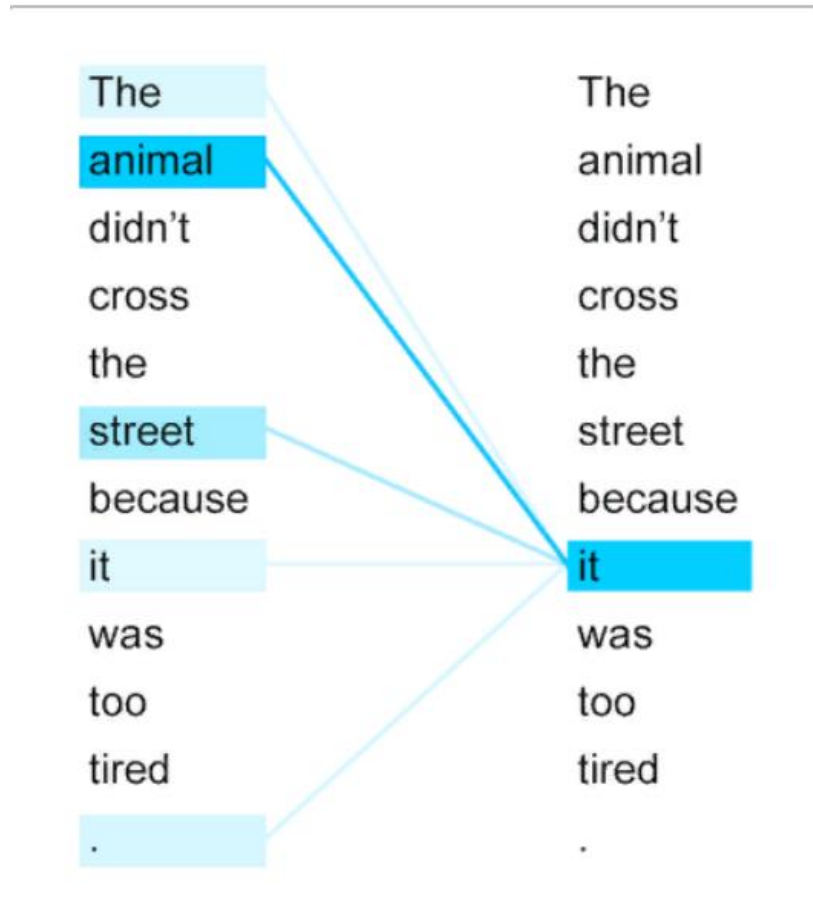 The
animal
didn’t
cross
the
street
because
it
was
too
tired
.
The
animal
didn’t
cross
the
street
because
it
was
too
tired
.